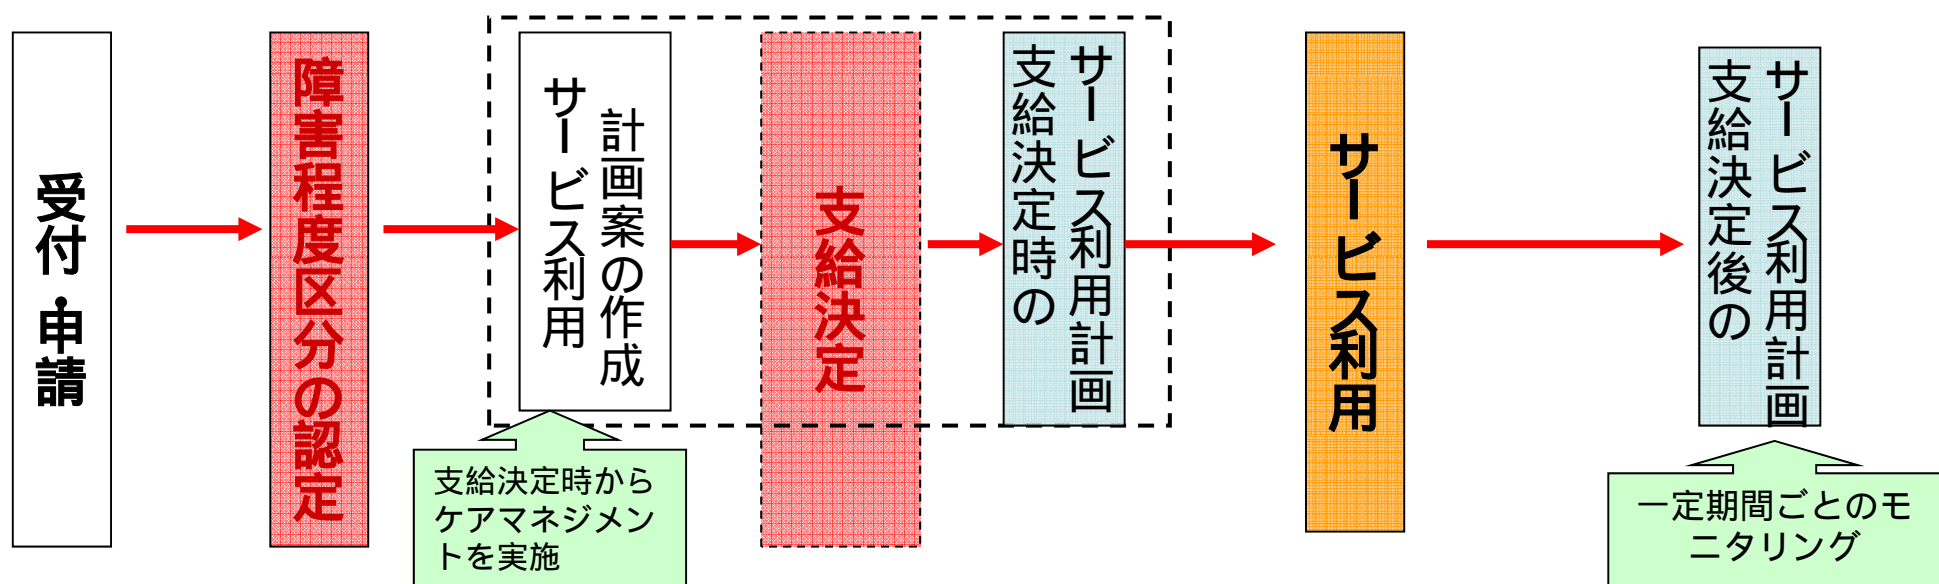 受付 申請
障害程度区分の認定
サービス利用
計画案の作成
支給決定
サービス利用計画
支給決定時の
サービス利用
サービス利用計画
支給決定後の
支給決定時から
ケアマネジメン
トを実施
一定期間ごとのモ
ニタリング